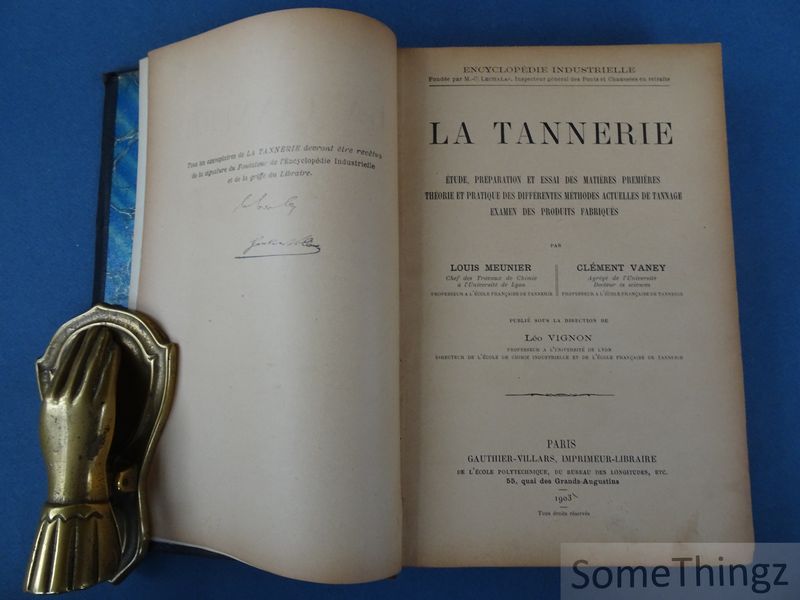 Tous les exemplaires de LA TANNERIE devront être revêtus
de la signature du Fondateur de l'Encyclopédie Industrielle
et de la griffe du Libraire.
ENCYCLOPÉDIE INDUSTRIELLE
Fondée par M.-C. Lechalas, Inspecteur général des Ponts et Chaussées en retraite
LA TANNERIE
ÉTUDE, PRÉPARATION ET ESSAI DES MATIÈRES PREMIÈRES
THÉORIE ET PRATIQUE DES DIFFÉRENTES MÉTHODES ACTUELLES DE TANNAGE
EXAMEN DES PRODUITS FABRIQUÉS
PAR
LOUIS MEUNIER
Chef des Travaux de Chimie
à l'Université de Lyon
PROFESSEUR A L'ÉCOLE FRANÇAISE DE TANNERIE
CLÉMENT VANEY
Agrégé de l'Université
Docteur ès sciences
PROFESSEUR A L'ÉCOLE FRANÇAISE DE TANNERIE
PUBLIÉ SOUS LA DIRECTION DE
Léo VIGNON
PROFESSEUR A L'UNIVERSITÉ DE LYON
DIRECTEUR DE L'ÉCOLE DE CHIMIE INDUSTRIELLE ET DE L'ÉCOLE FRANÇAISE DE TANNERIE
PARIS
GAUTHIER-VILLARS, IMPRIMEUR-LIBRAIRE
DE L'ÉCOLE POLYTECHNIQUE, DU BUREAU DES LONGITUDES, ETC.
55, quai des Grands-Augustins
1903
Tous droits réservés
SomeThingz